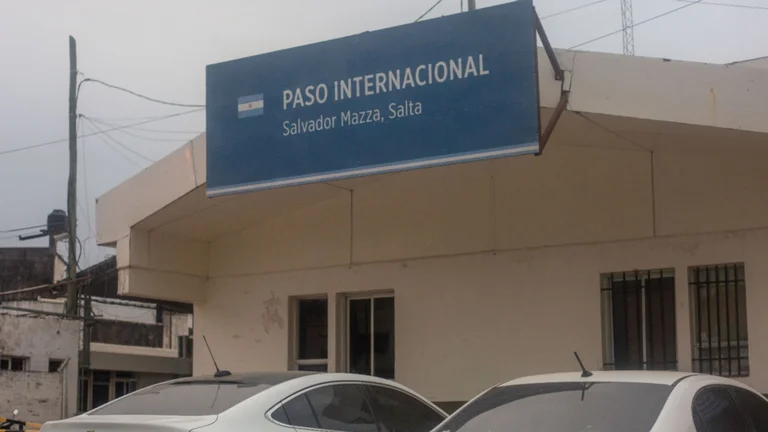 PASO INTERNACIONAL
Salvador Mazza, Salta